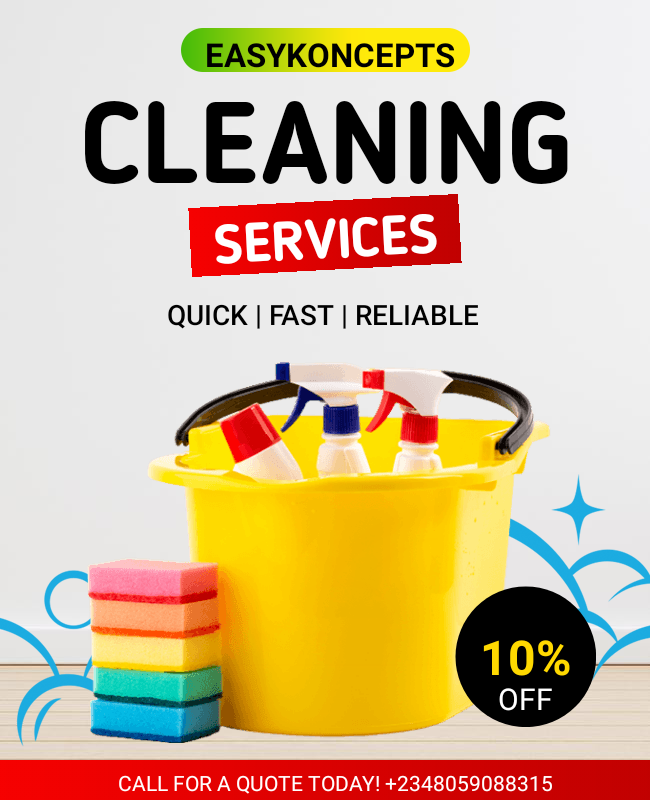 EASYKONCEPTS
CLEANING
SERVICES
QUICK | FAST | RELIABLE
10%
OFF
CALL FOR A QUOTE TODAY! +2348059088315